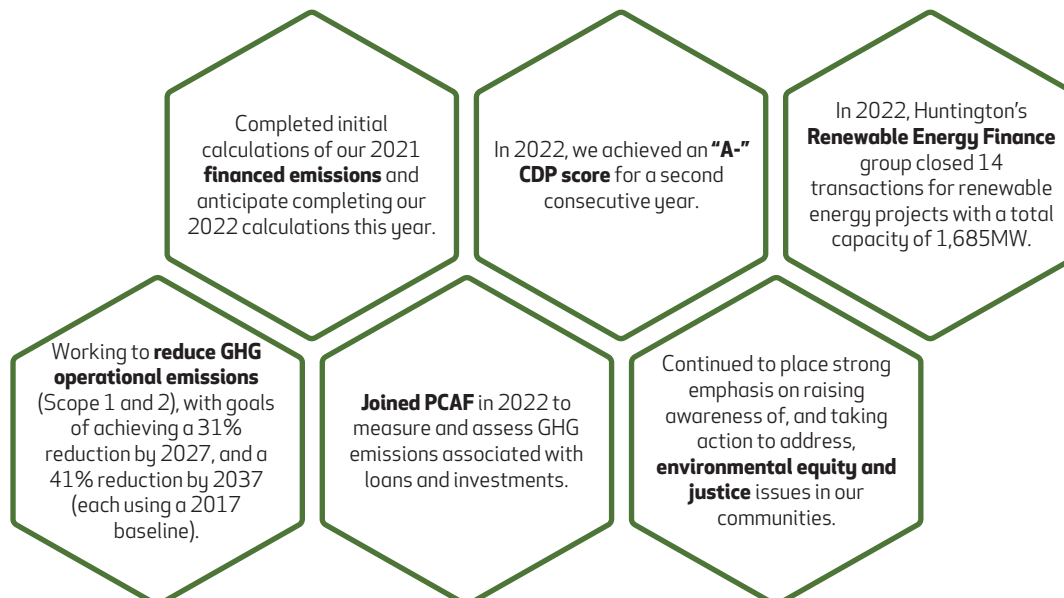 Completed initial
calculations of our 2021
financed emissions and
anticipate completing our
2022 calculations this year.
In 2022, we achieved an “A-”
CDP score for a second
consecutive year.
In 2022, Huntington’s
Renewable Energy Finance
group closed 14
transactions for renewable
energy projects with a total
capacity of 1,685MW.
Working to reduce GHG
operational emissions
(Scope 1 and 2), with goals
of achieving a 31%
reduction by 2027, and a
41% reduction by 2037
(each using a 2017
baseline).
Joined PCAF in 2022 to
measure and assess GHG
emissions associated with
loans and investments.
Continued to place strong
emphasis on raising
awareness of, and taking
action to address,
environmental equity and
justice issues in our
communities.